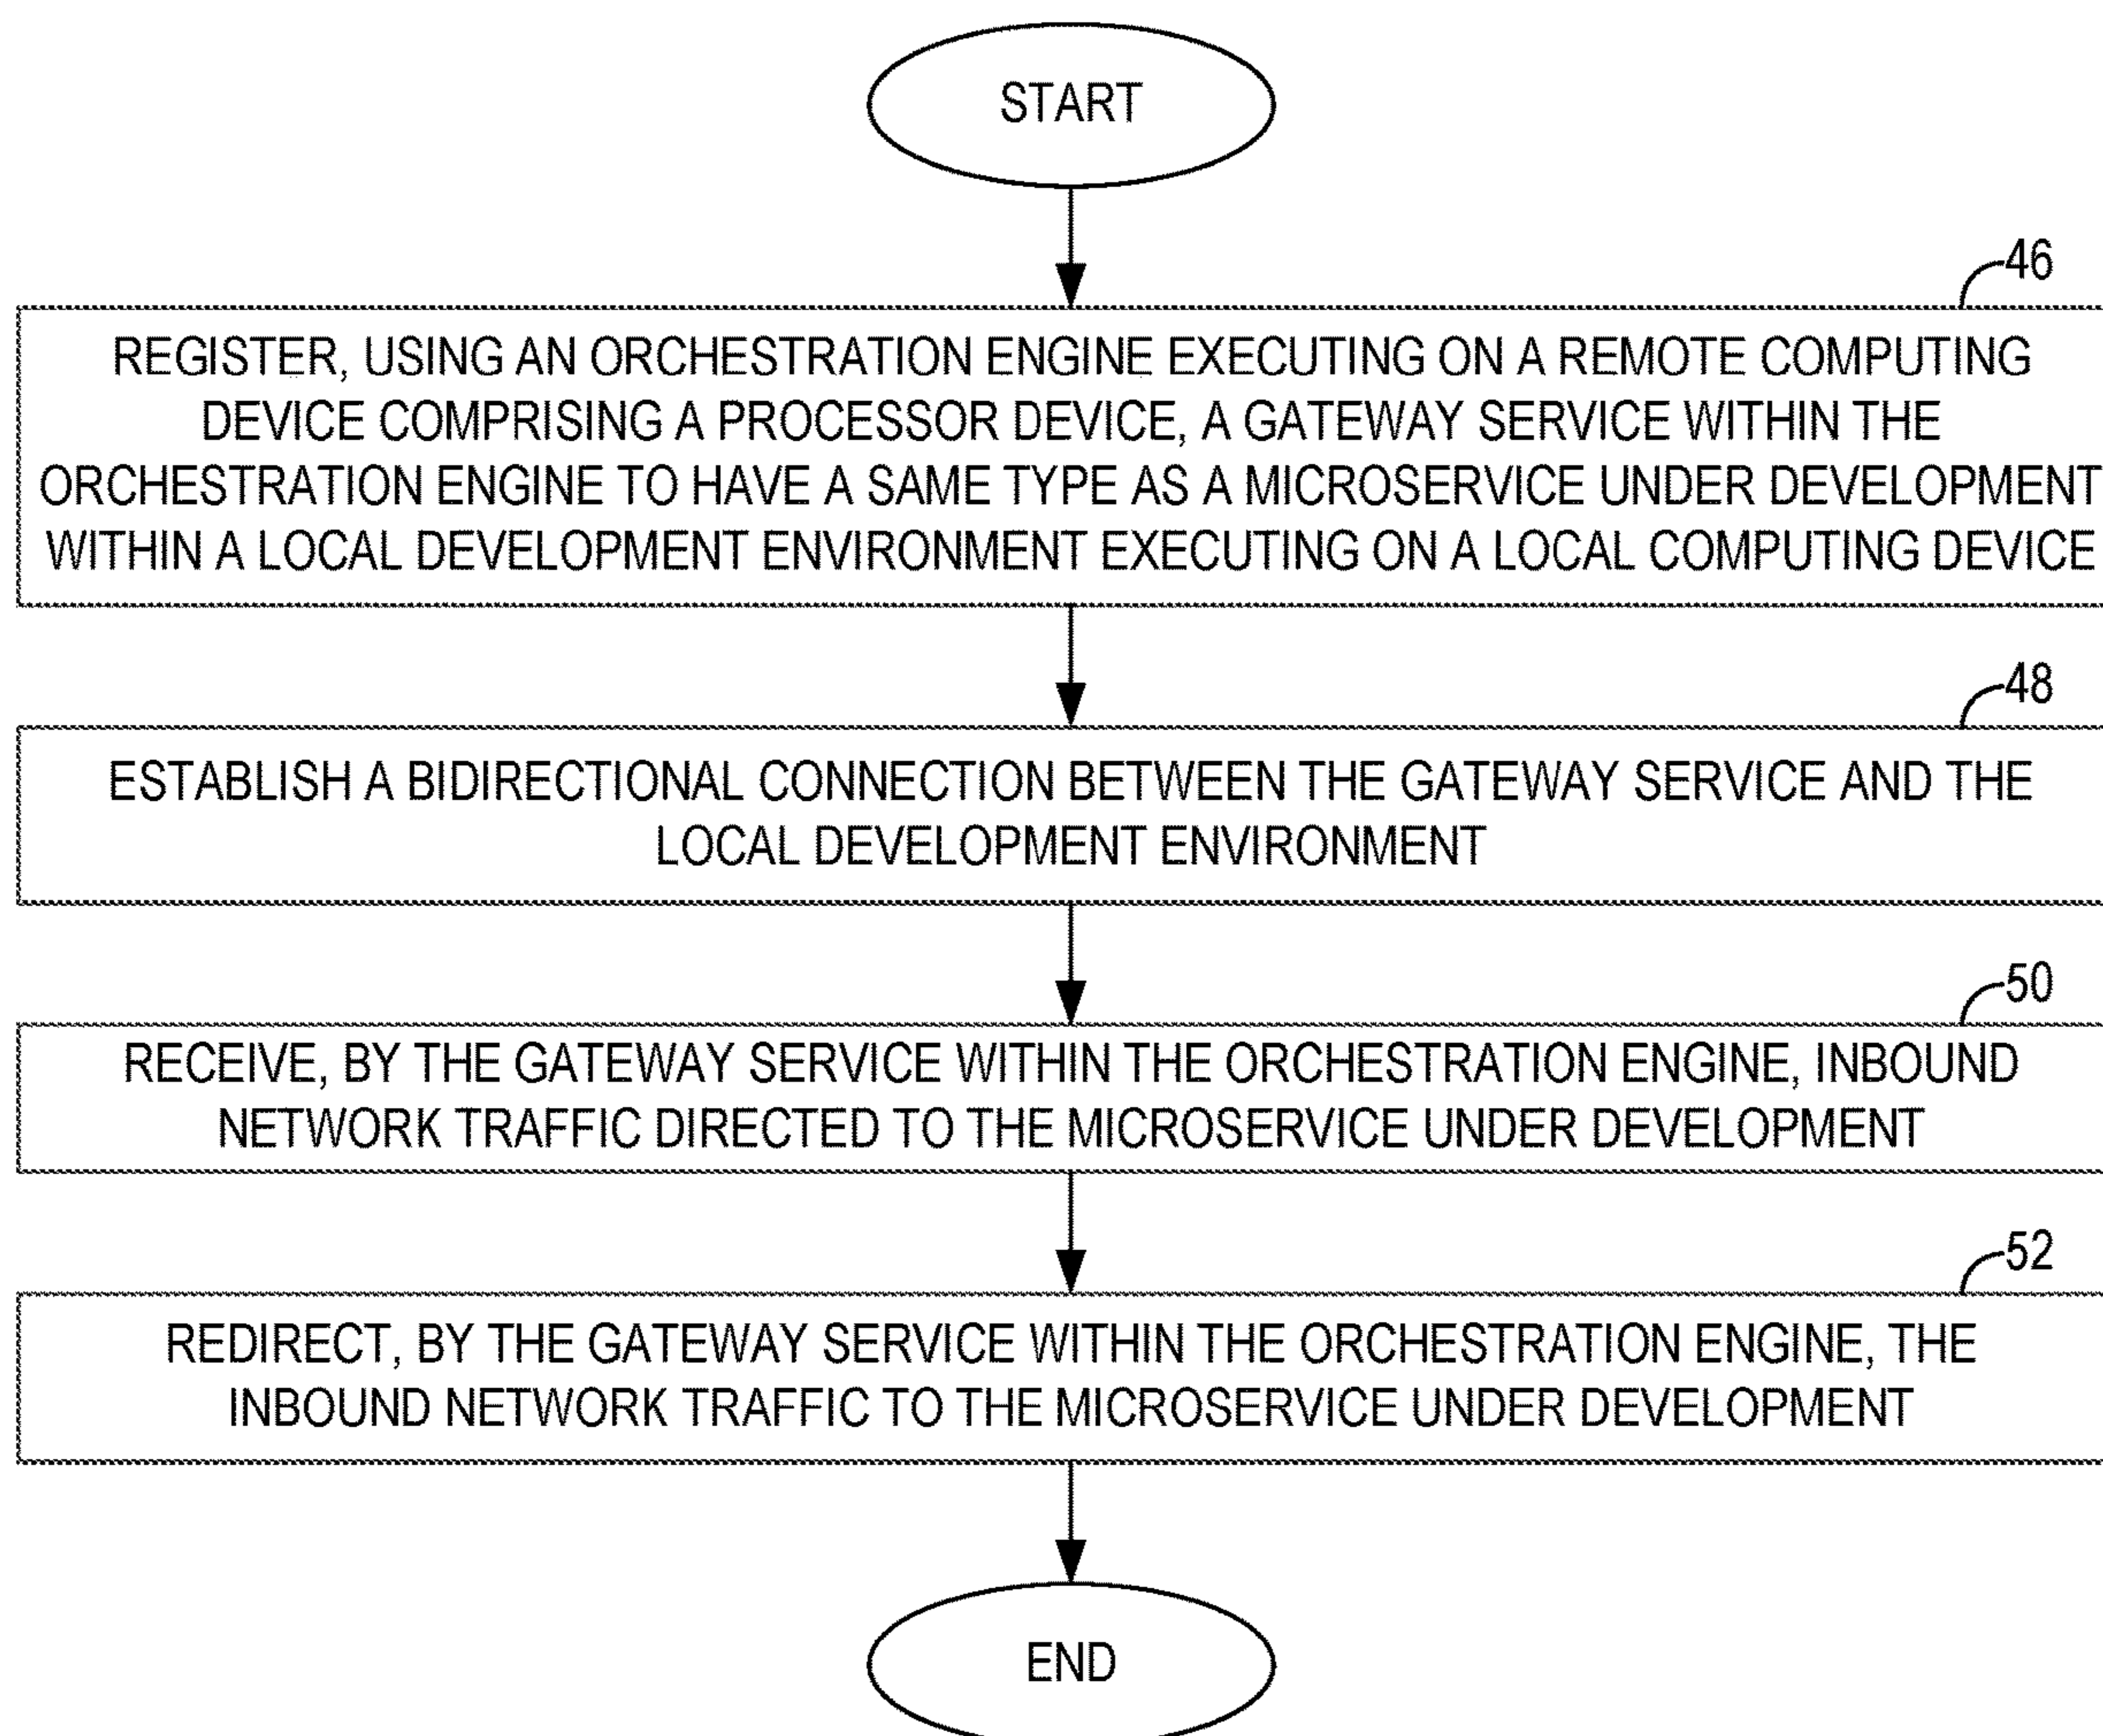 START
46
REGISTER, USING AN ORCHESTRATION ENGINE EXECUTING ON A REMOTE COMPUTING
DEVICE COMPRISING A PROCESSOR DEVICE, A GATEWAY SERVICE WITHIN THE
ORCHESTRATION ENGINE TO HAVE A SAME TYPE AS A MICROSERVICE UNDER DEVELOPMENT
WITHIN A LOCAL DEVELOPMENT ENVIRONMENT EXECUTING ON A LOCAL COMPUTING DEVICE
48
ESTABLISH A BIDIRECTIONAL CONNECTION BETWEEN THE GATEWAY SERVICE AND THE
LOCAL DEVELOPMENT ENVIRONMENT
50
RECEIVE, BY THE GATEWAY SERVICE WITHIN THE ORCHESTRATION ENGINE, INBOUND
NETWORK TRAFFIC DIRECTED TO THE MICROSERVICE UNDER DEVELOPMENT
52
REDIRECT, BY THE GATEWAY SERVICE WITHIN THE ORCHESTRATION ENGINE, THE
INBOUND NETWORK TRAFFIC TO THE MICROSERVICE UNDER DEVELOPMENT
END